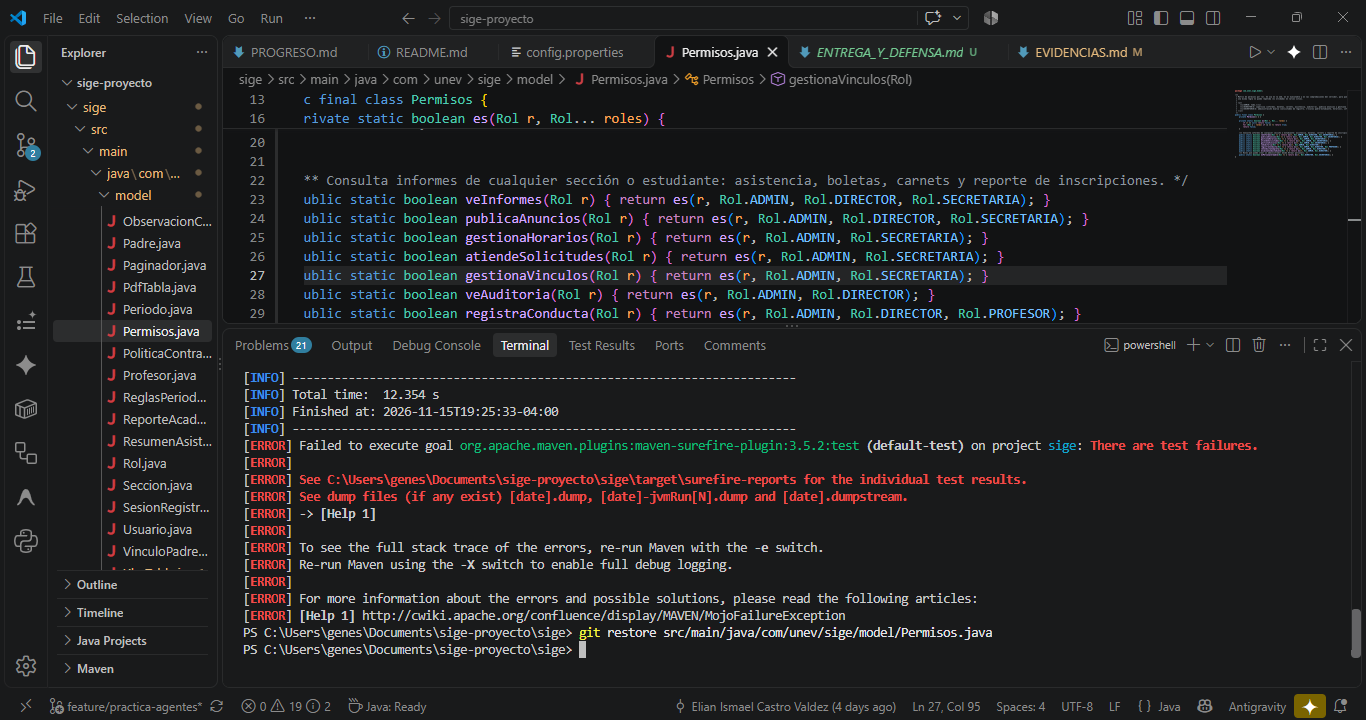 File Edit Selection View Go Run ··· sige-proyecto
Explorer ···
PROGRESO.md README.md config.properties Permisos.java ENTREGA_Y_DEFENSA.md U EVIDENCIAS.md M ···
sige > src > main > java > com > unev > sige > model > Permisos.java > Permisos > gestionaVinculos(Rol)
sige-proyecto
sige
src
main
java\com\...
model
ObservacionC...
Padre.java
Paginador.java
PdfTabla.java
Periodo.java
Permisos.java
PoliticaContra...
Profesor.java
ReglasPeriod...
ReporteAcad...
ResumenAsist...
Rol.java
Seccion.java
SesionRegistr...
Usuario.java
VinculoPadre...
Outline
Timeline
Java Projects
Maven
2
13 c final class Permisos {
16 rivate static boolean es(Rol r, Rol... roles) {
20
21
22 ** Consulta informes de cualquier sección o estudiante: asistencia, boletas, carnets y reporte de inscripciones. */
23 ublic static boolean veInformes(Rol r) { return es(r, Rol.ADMIN, Rol.DIRECTOR, Rol.SECRETARIA); }
24 ublic static boolean publicaAnuncios(Rol r) { return es(r, Rol.ADMIN, Rol.DIRECTOR, Rol.SECRETARIA); }
25 ublic static boolean gestionaHorarios(Rol r) { return es(r, Rol.ADMIN, Rol.SECRETARIA); }
26 ublic static boolean atiendeSolicitudes(Rol r) { return es(r, Rol.ADMIN, Rol.SECRETARIA); }
27 ublic static boolean gestionaVinculos(Rol r) { return es(r, Rol.ADMIN, Rol.SECRETARIA); }
28 ublic static boolean veAuditoria(Rol r) { return es(r, Rol.ADMIN, Rol.DIRECTOR); }
29 ublic static boolean registraConducta(Rol r) { return es(r, Rol.ADMIN, Rol.DIRECTOR, Rol.PROFESOR); }
Problems 21 Output Debug Console Terminal Test Results Ports Comments powershell ···
[INFO] ------------------------------------------------------------------------
[INFO] Total time:  12.354 s
[INFO] Finished at: 2026-11-15T19:25:33-04:00
[INFO] ------------------------------------------------------------------------
[ERROR] Failed to execute goal org.apache.maven.plugins:maven-surefire-plugin:3.5.2:test (default-test) on project sige: There are test failures.
[ERROR]
[ERROR] See C:\Users\genes\Documents\sige-proyecto\sige\target\surefire-reports for the individual test results.
[ERROR] See dump files (if any exist) [date].dump, [date]-jvmRun[N].dump and [date].dumpstream.
[ERROR] -> [Help 1]
[ERROR]
[ERROR] To see the full stack trace of the errors, re-run Maven with the -e switch.
[ERROR] Re-run Maven using the -X switch to enable full debug logging.
[ERROR]
[ERROR] For more information about the errors and possible solutions, please read the following articles:
[ERROR] [Help 1] http://cwiki.apache.org/confluence/display/MAVEN/MojoFailureException
PS C:\Users\genes\Documents\sige-proyecto\sige> git restore src/main/java/com/unev/sige/model/Permisos.java
PS C:\Users\genes\Documents\sige-proyecto\sige>
feature/practica-agentes* 0 19 2 Java: Ready Elian Ismael Castro Valdez (4 days ago) Ln 27, Col 95 Spaces: 4 UTF-8 LF { } Java Antigravity